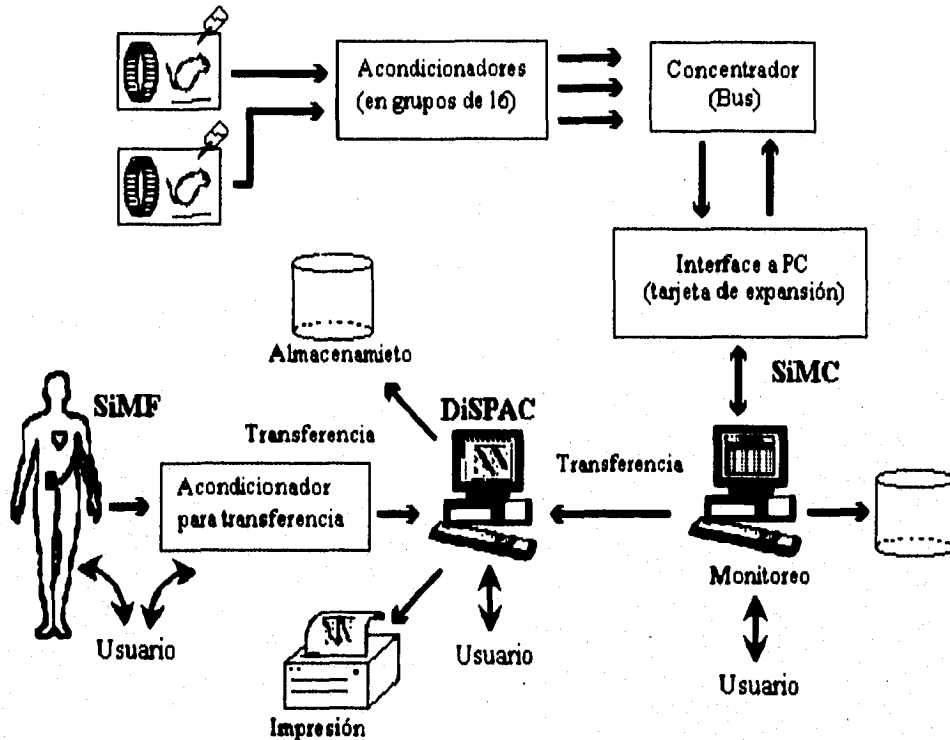 Acondicionadores
(en grupos de 16)
Concentrador
(Bus)
Interface a PC
(tarjeta de expansión)
Almacenamieto
SiMC
SiMF
DiSPAC
Transferencia
Transferencia
Acondicionador
para transferencia
Monitoreo
Usuario
Usuario
Usuario
Impresión